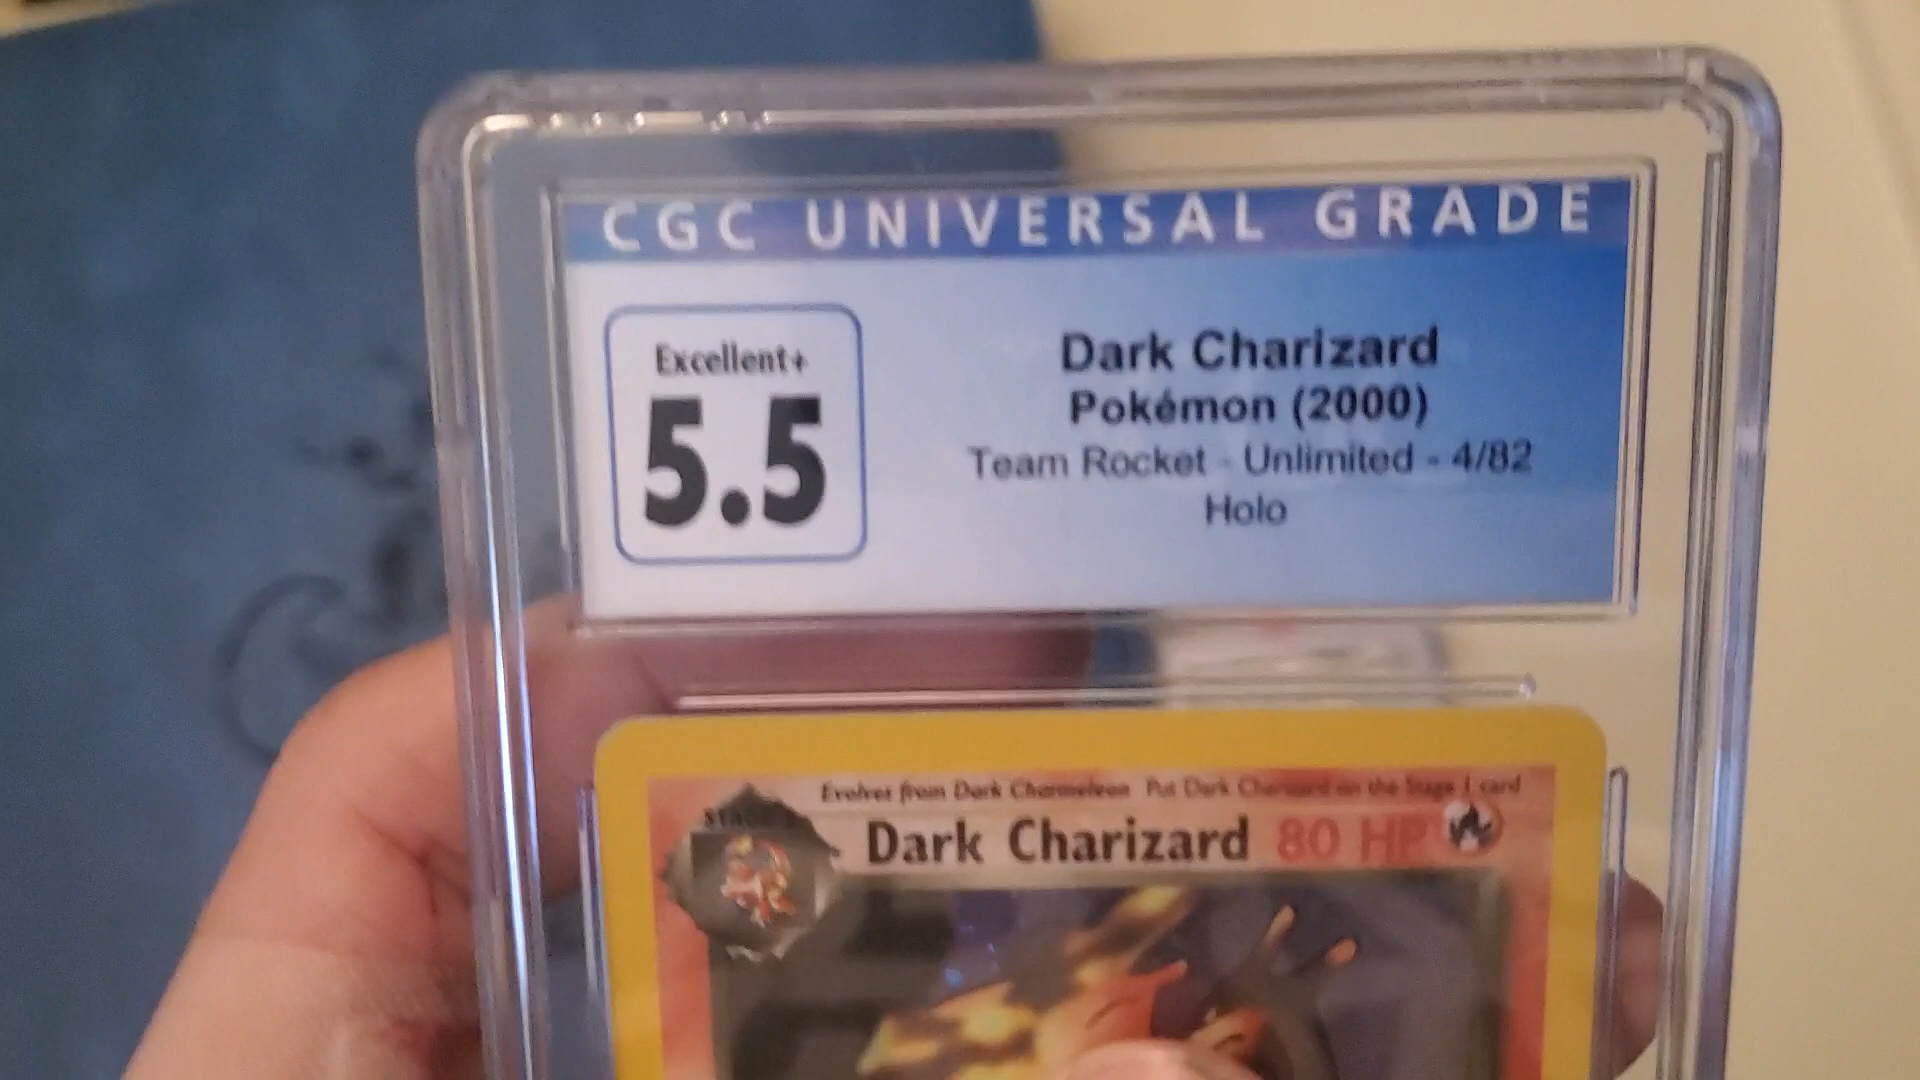 CGC UNIVERSAL GRADE
Excellent+
5.5
Dark Charizard
Pokémon (2000)
Team Rocket - Unlimited - 4/82
Holo
Evolves from Dark Charmeleon Put Dark Charizard on the Stage 1 card
STAGE
Dark Charizard 80 HP